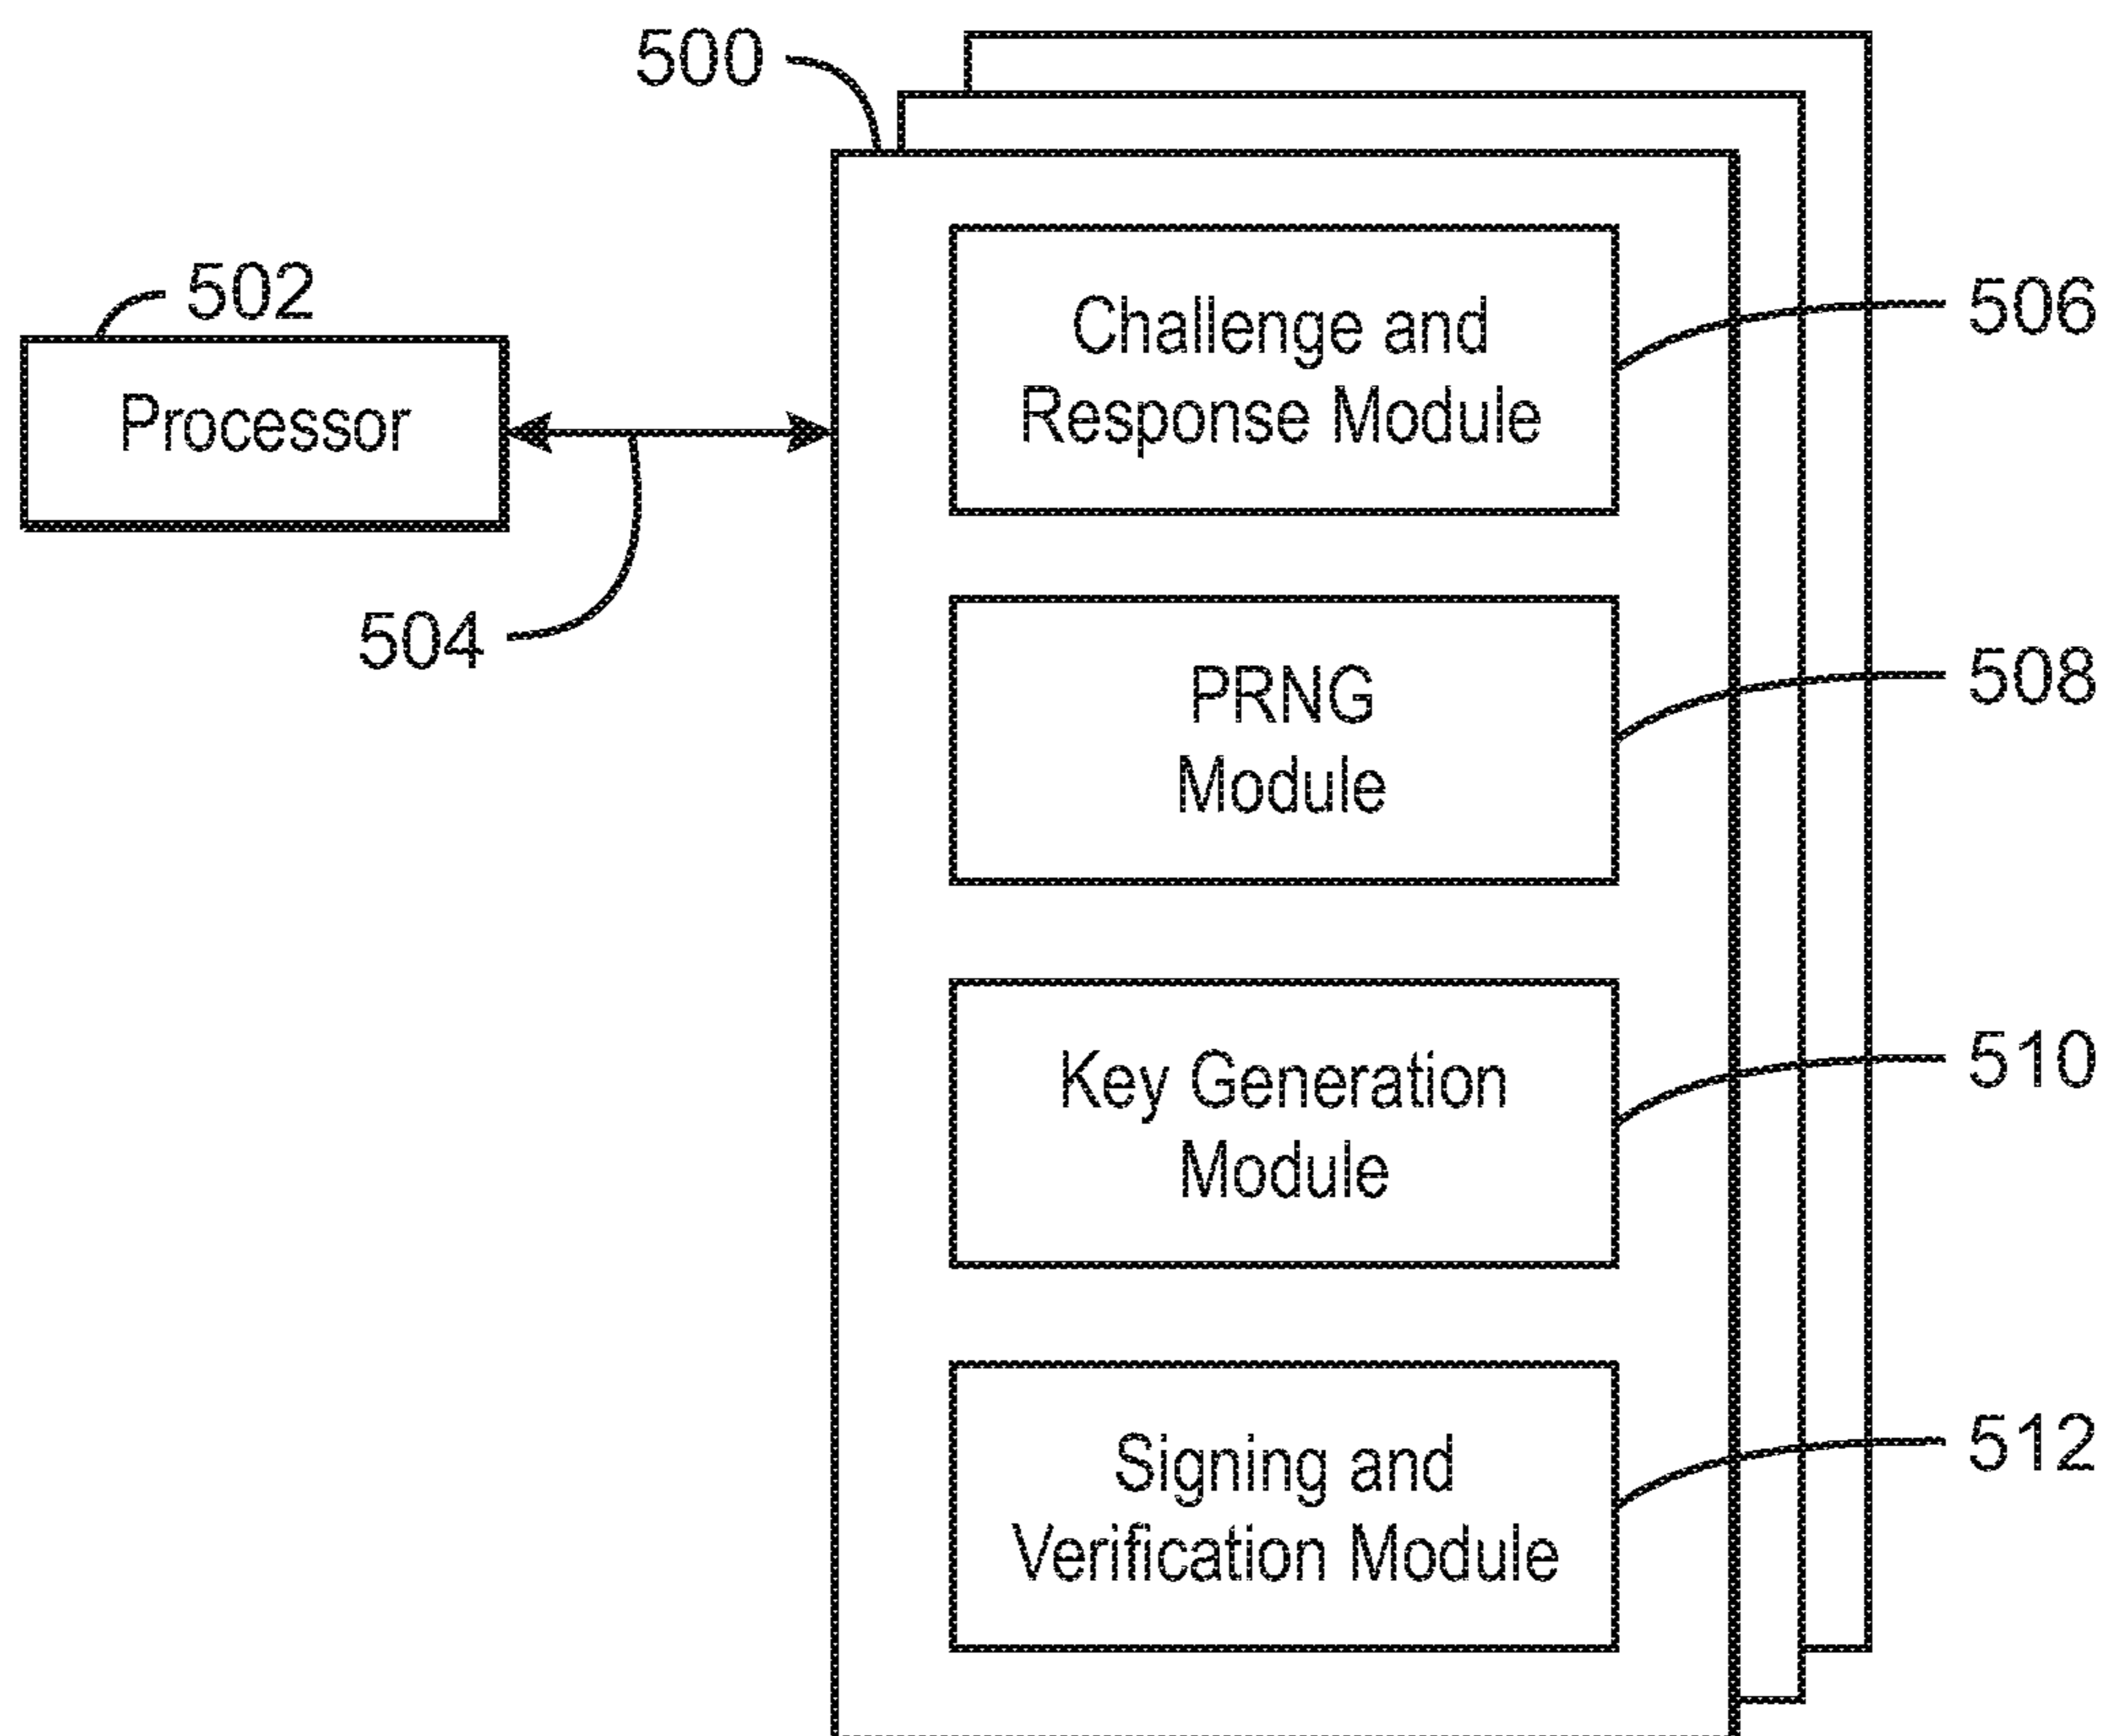 500
502
Processor
504
Challenge and
Response Module
506
PRNG
Module
508
Key Generation
Module
510
Signing and
Verification Module
512